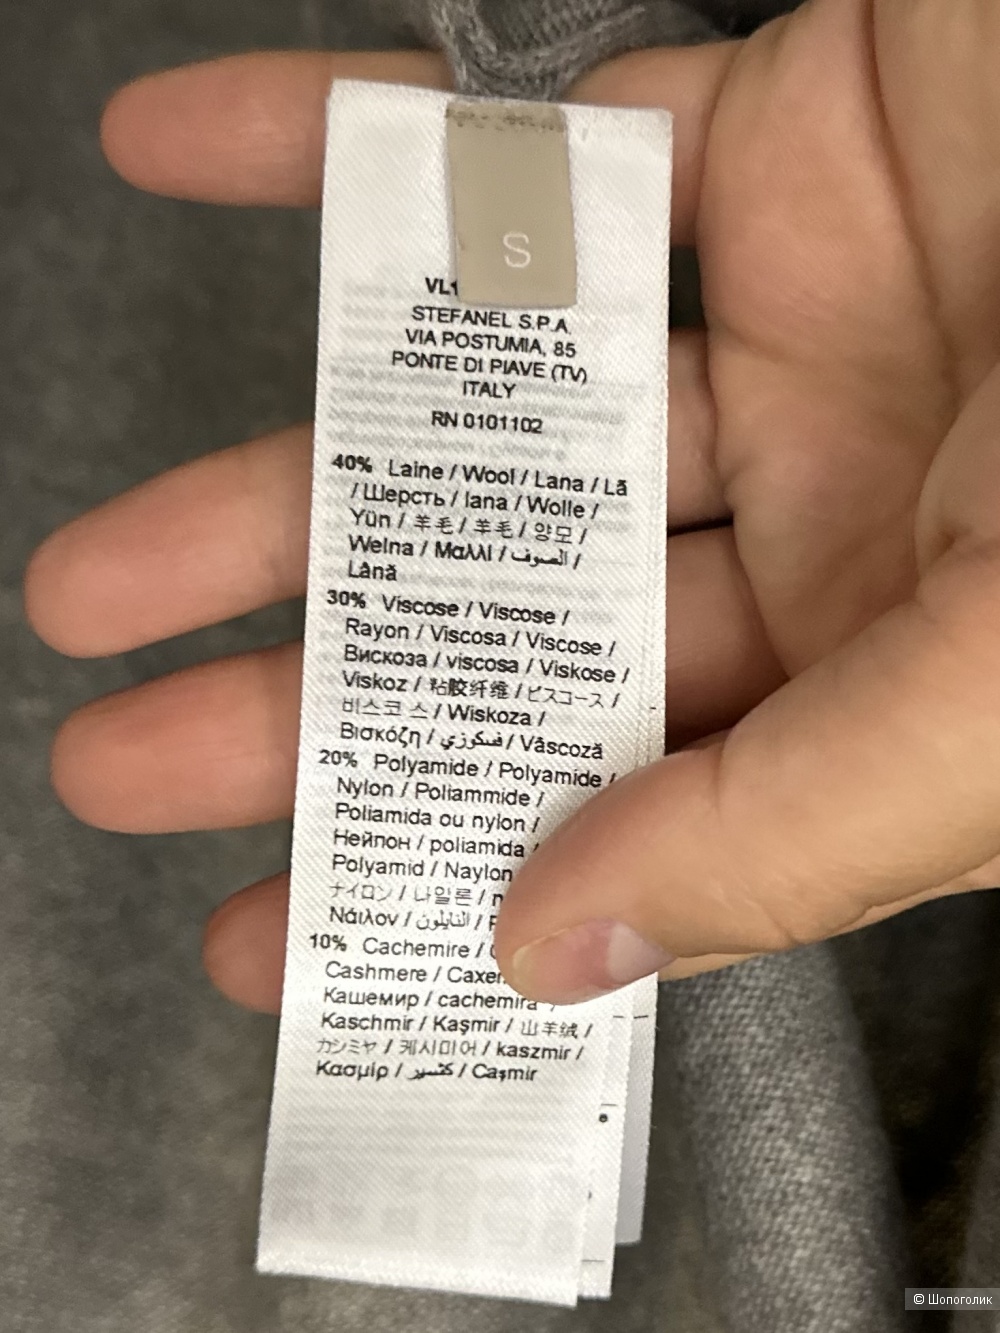 S
VL1
STEFANEL S.P.A.
VIA POSTUMIA, 85
PONTE DI PIAVE (TV)
ITALY
RN 0101102
40% Laine / Wool / Lana / Lã
/ Шерсть / lana / Wolle /
Yün / 羊毛 / 羊毛 / 양모 /
Wełna / Μαλλί / الصوف /
Lână
30% Viscose / Viscose /
Rayon / Viscosa / Viscose /
Вискоза / viscosa / Viskose /
Viskoz / 粘胶纤维 / ビスコース /
비스코 스 / Wiskoza /
Βισκόζη / فسكوزي / Vâscoză
20% Polyamide / Polyamide /
Nylon / Poliammide /
Poliamida ou nylon /
Нейлон / poliamida /
Polyamid / Naylon
ナイロン / 나일론 /
Νάιλον / النايلون /
10% Cachemire /
Cashmere /
Кашемир / cachemira /
Kaschmir / Kaşmir / 山羊绒 /
カシミヤ / 케시미어 / kaszmir /
Κασμίρ / كشمير / Caşmir
© Шопоголик